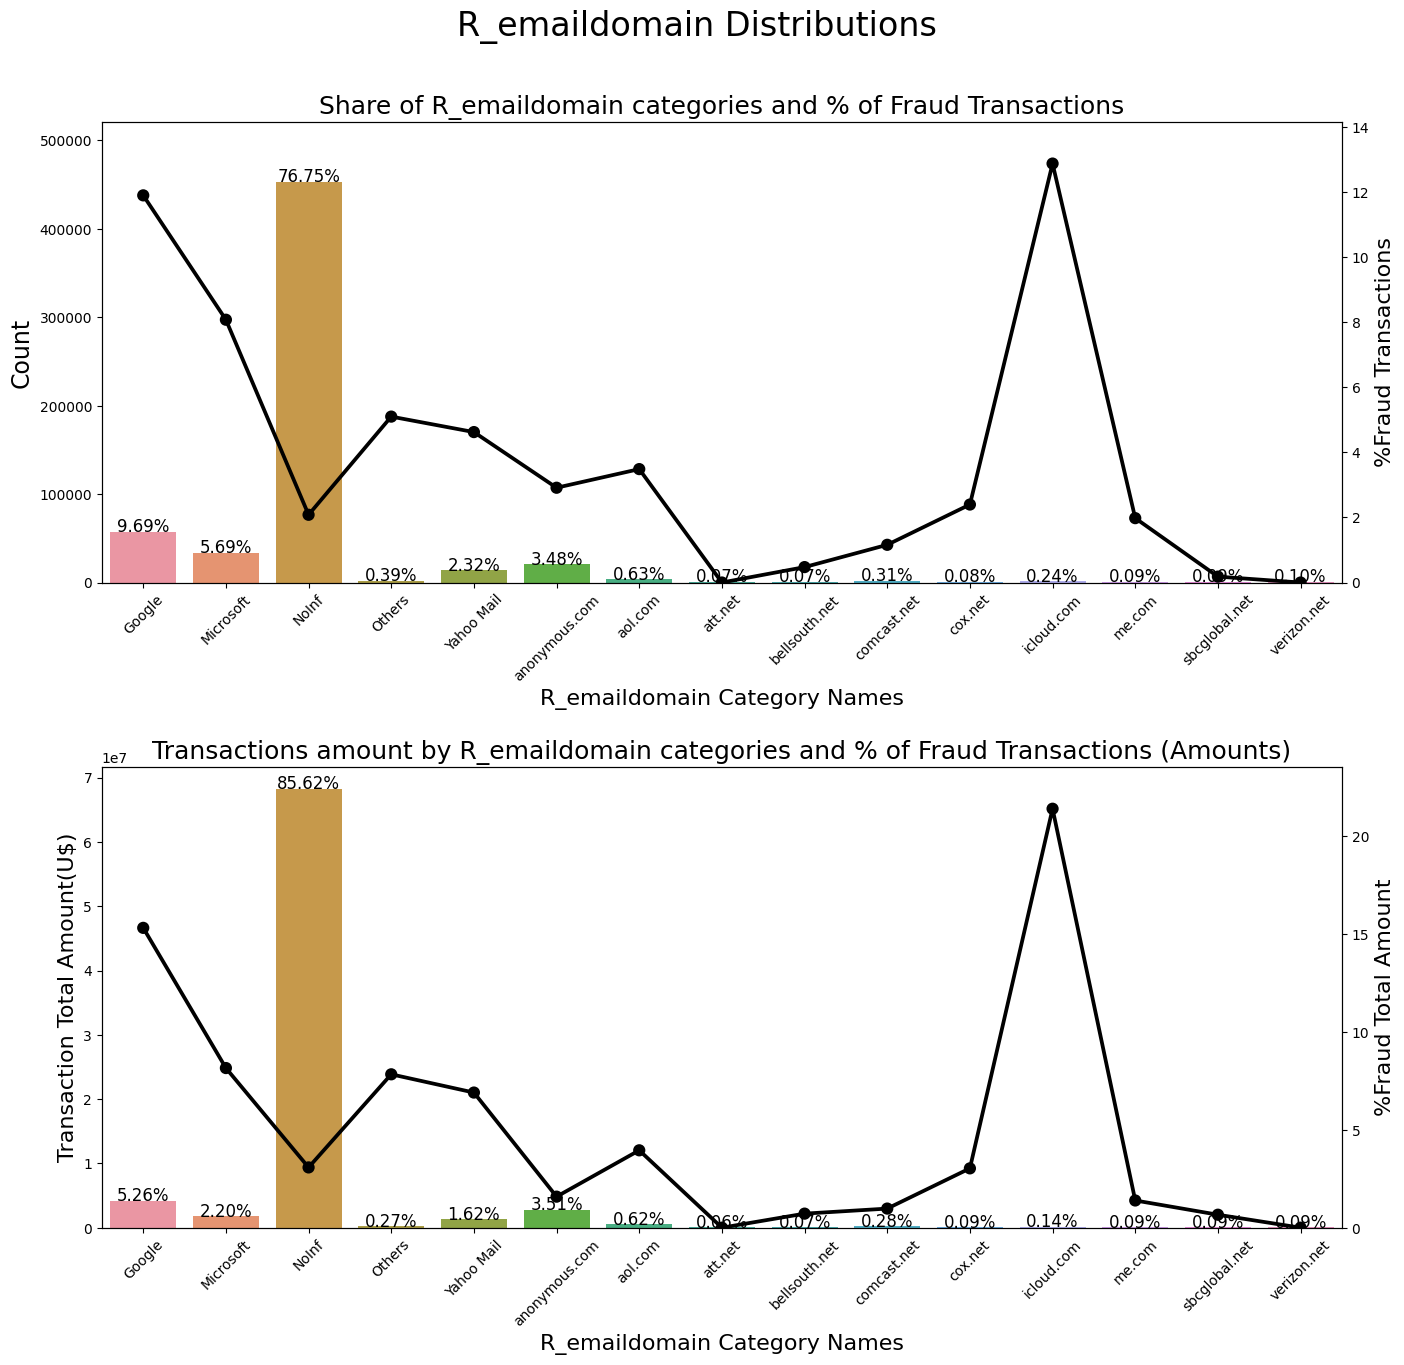 R_emaildomain Distributions
Share of R_emaildomain categories and % of Fraud Transactions
Count
500000
400000
300000
200000
100000
0
9.69%
5.69%
76.75%
0.39%
2.32%
3.48%
0.63%
0.07%
0.07%
0.31%
0.08%
0.24%
0.09%
0.10%
14
12
10
8
6
4
2
0
%Fraud Transactions
Google
Microsoft
NoInf
Others
Yahoo Mail
anonymous.com
aol.com
att.net
bellsouth.net
comcast.net
cox.net
icloud.com
me.com
sbcglobal.net
verizon.net
R_emaildomain Category Names
Transactions amount by R_emaildomain categories and % of Fraud Transactions (Amounts)
1e7
Transaction Total Amount(U$)
7
6
5
4
3
2
1
0
5.26%
2.20%
85.62%
0.27%
1.62%
3.51%
0.62%
0.06%
0.07%
0.28%
0.09%
0.14%
0.09%
0.09%
0.09%
20
15
10
5
0
%Fraud Total Amount
Google
Microsoft
NoInf
Others
Yahoo Mail
anonymous.com
aol.com
att.net
bellsouth.net
comcast.net
cox.net
icloud.com
me.com
sbcglobal.net
verizon.net
R_emaildomain Category Names